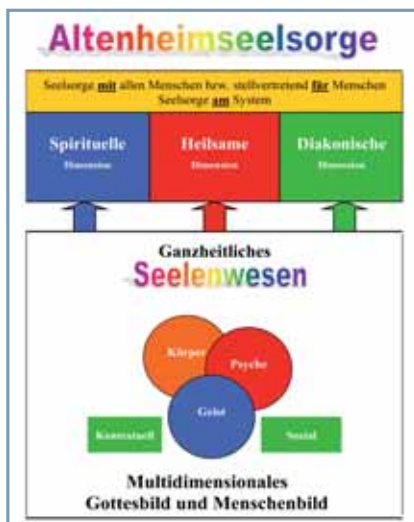 Altenheimseelsorge
Seelsorge mit allen Menschen bzw. stellvertretend für Menschen
Seelsorge am System
Spirituelle
Dimension
Heilsame
Dimension
Diakonische
Dimension
Ganzheitliches
Seelenwesen
Körper
Psyche
Geist
Kontextuell
Sozial
Multidimensionales
Gottesbild und Menschenbild